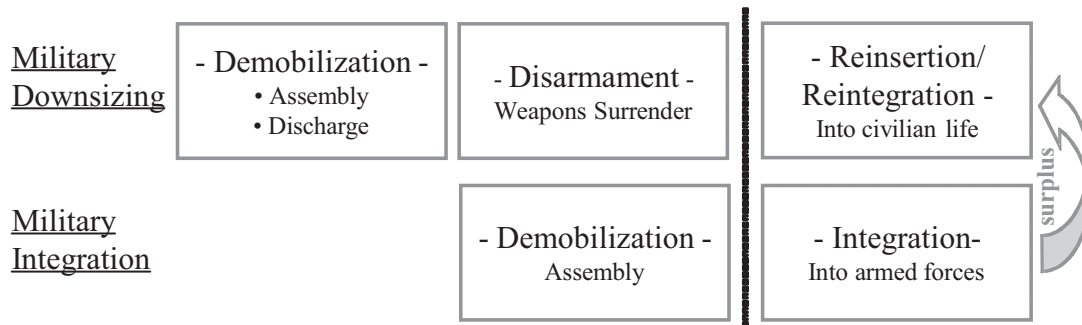 Military
Downsizing
- Demobilization -
• Assembly
• Discharge
- Disarmament -
Weapons Surrender
- Reinsertion/
Reintegration -
Into civilian life
surplus
Military
Integration
- Demobilization -
Assembly
- Integration-
Into armed forces